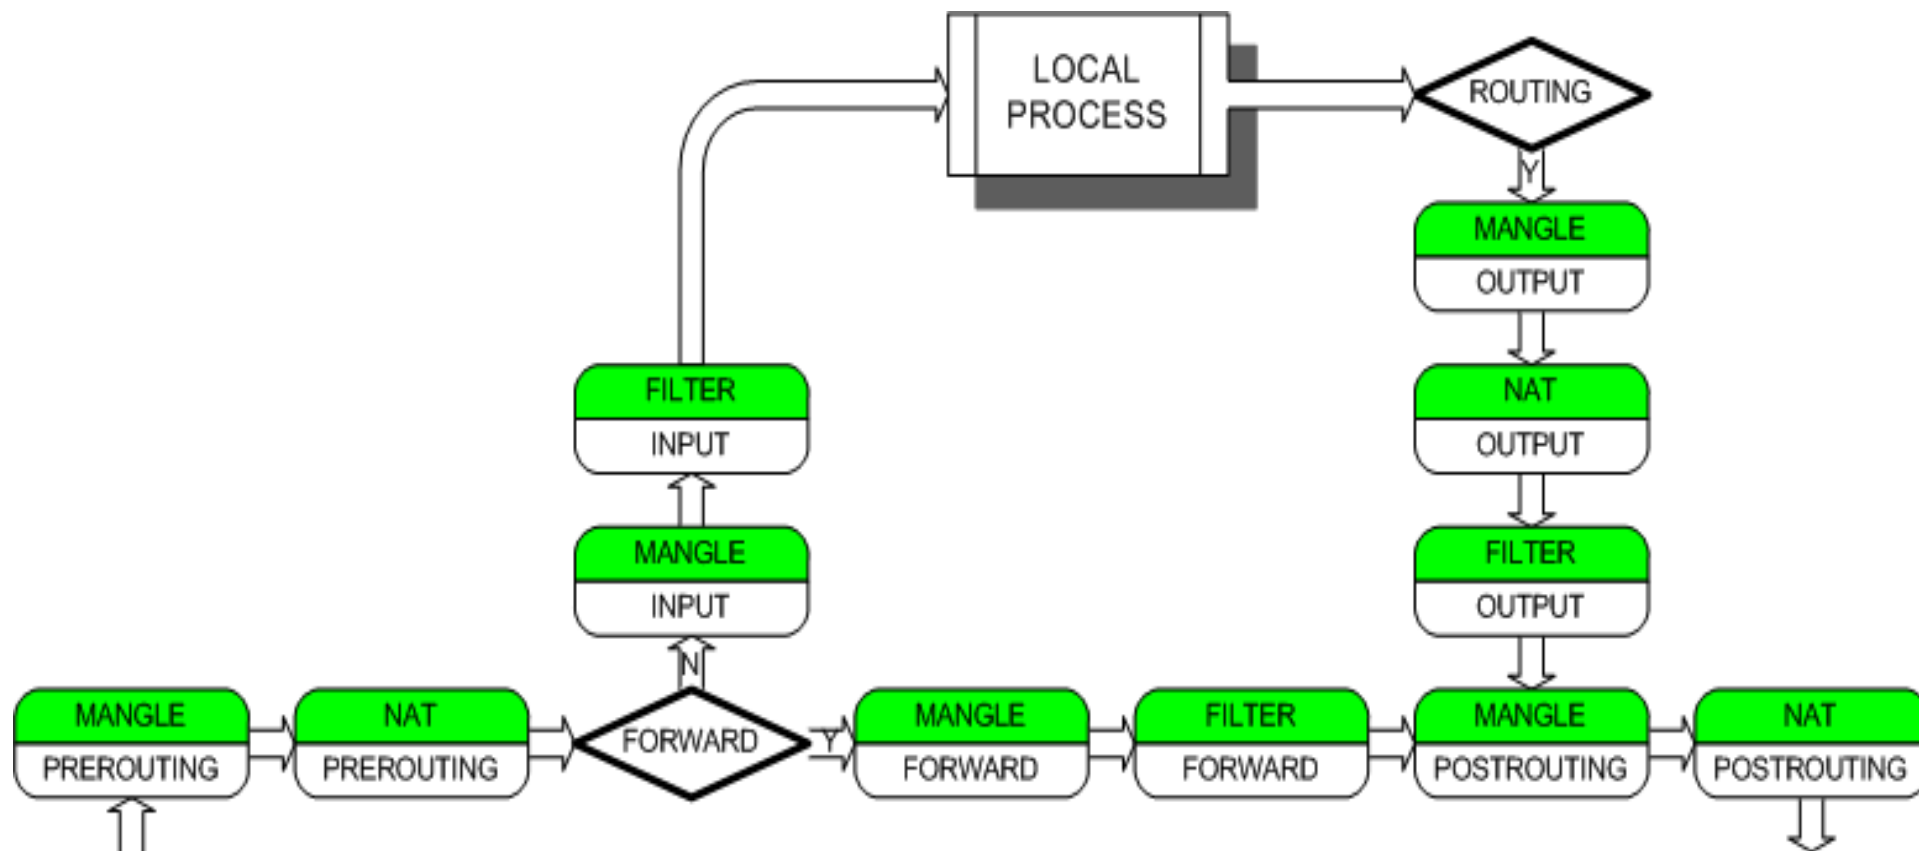 LOCAL
PROCESS
ROUTING
Y
MANGLE
OUTPUT
FILTER
INPUT
NAT
OUTPUT
MANGLE
INPUT
FILTER
OUTPUT
N
MANGLE
PREROUTING
NAT
PREROUTING
FORWARD
Y
MANGLE
FORWARD
FILTER
FORWARD
MANGLE
POSTROUTING
NAT
POSTROUTING